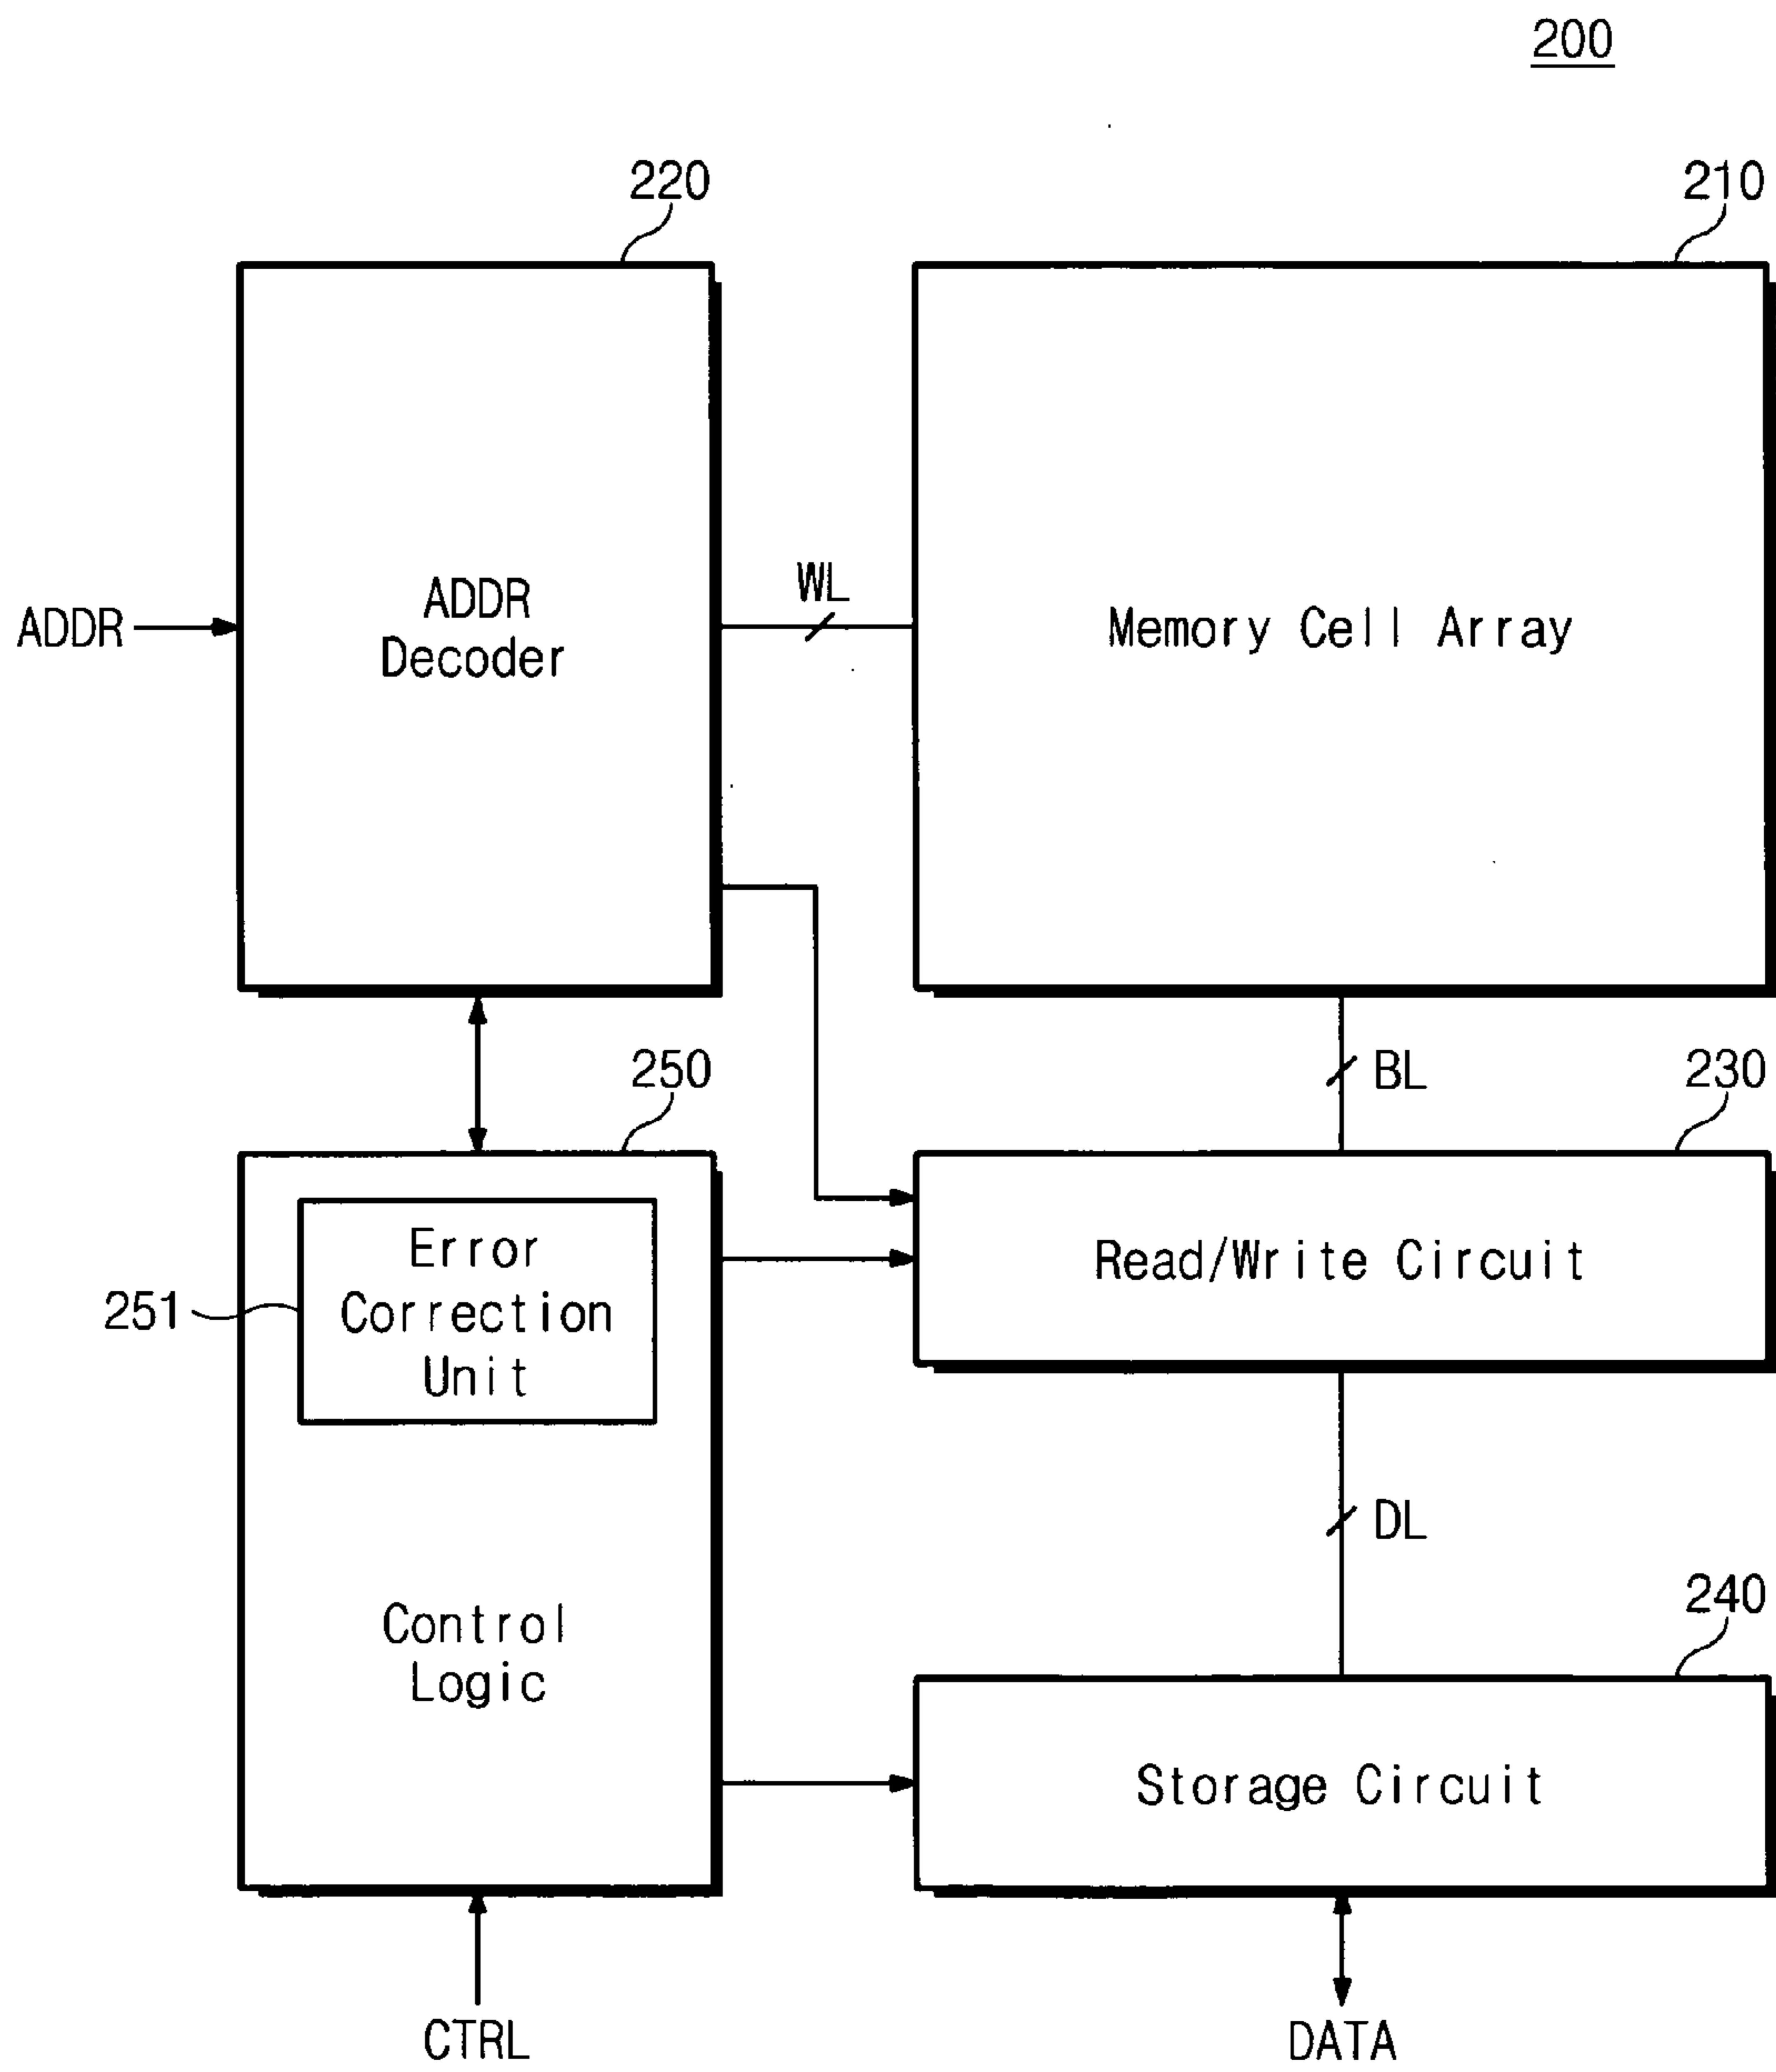 200
220
210
ADDR
ADDR
Decoder
WL
Memory Cell Array
250
BL
230
Error
Correction
Unit
251
Read/Write Circuit
DL
Control
Logic
240
Storage Circuit
CTRL
DATA